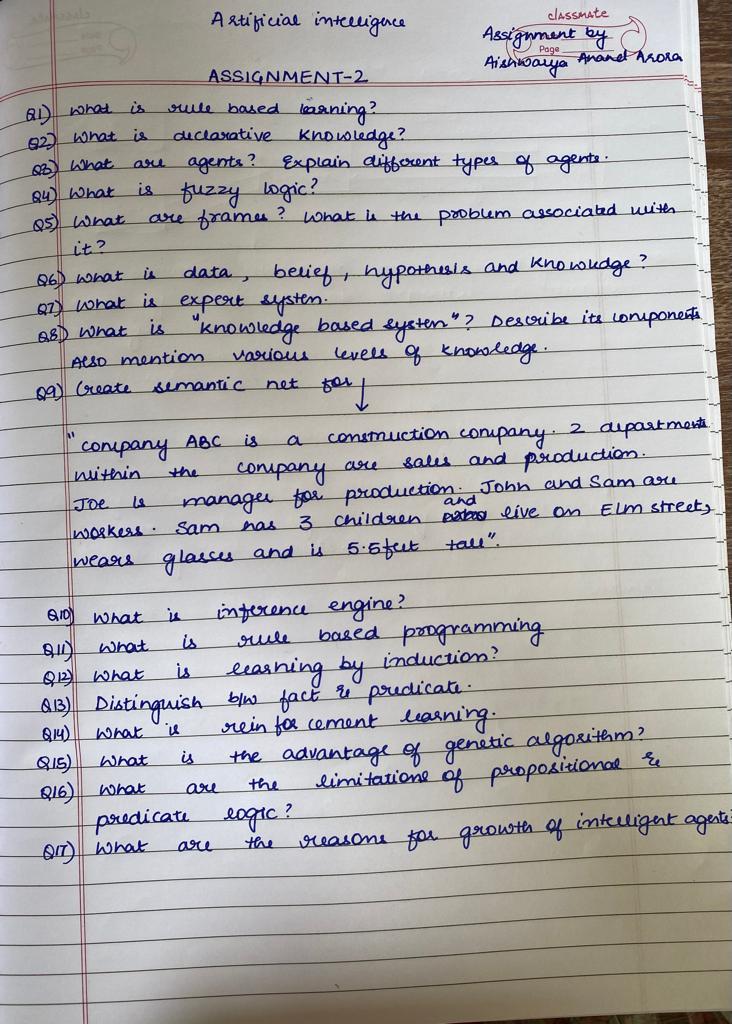 Artificial intelligence
classmate
Assignment by
Page
Aishwarya Anand Arora
ASSIGNMENT-2
Q1) What is rule based learning?
Q2) What is declarative knowledge?
Q3) What are agents? Explain different types of agents.
Q4) What is fuzzy logic?
Q5) What are frames? What is the problem associated with
it?
Q6) What is data, belief, hypothesis and knowledge?
Q7) What is expert system.
Q8) What is "knowledge based system"? Describe its components
Also mention various levels of knowledge.
Q9) Create semantic net for ↓
"company ABC is a construction company. 2 departments
within the company are sales and production.
Joe is manager for production. John and Sam are
workers. Sam has 3 children and live on Elm street,
wears glasses and is 5.5 feet tall".
Q10) What is inference engine?
Q11) What is rule based programming
Q12) What is learning by induction?
Q13) Distinguish b/w fact & predicate.
Q14) What is reinforcement learning.
Q15) What is the advantage of genetic algorithm?
Q16) What are the limitations of propositional &
predicate logic?
Q17) What are the reasons for growth of intelligent agents?